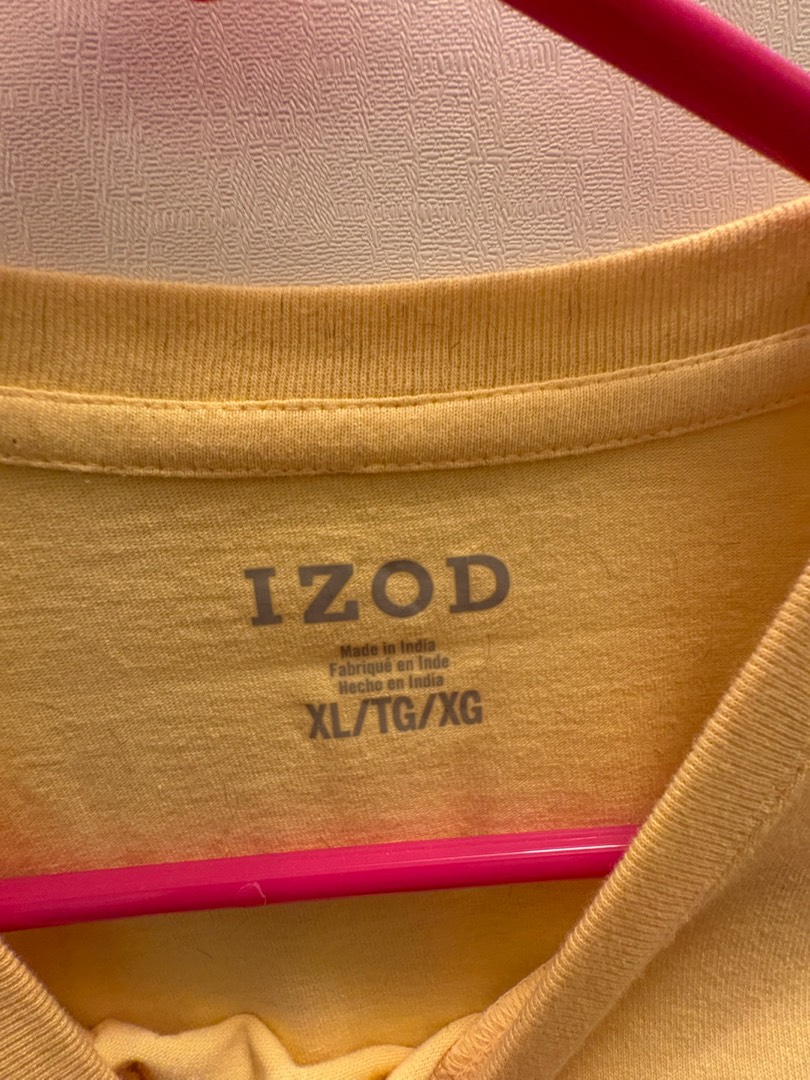 IZOD
Made in India
Fabriqué en Inde
Hecho en India
XL/TG/XG